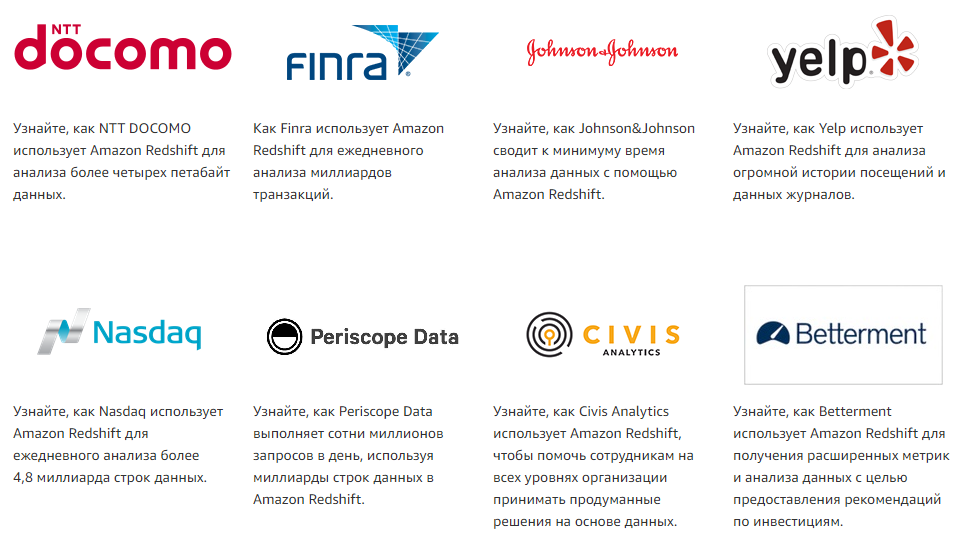 NTT
docomo
Узнайте, как NTT DOCOMO
использует Amazon Redshift для
анализа более четырех петабайт
данных.
Finra®
Как Finra использует Amazon
Redshift для ежедневного
анализа миллиардов
транзакций.
Johnson&Johnson
Узнайте, как Johnson&Johnson
сводит к минимуму время
анализа данных с помощью
Amazon Redshift.
yelp®
Узнайте, как Yelp использует
Amazon Redshift для анализа
огромной истории посещений и
данных журналов.
Nasdaq
Узнайте, как Nasdaq использует
Amazon Redshift для
ежедневного анализа более
4,8 миллиарда строк данных.
Periscope Data
Узнайте, как Periscope Data
выполняет сотни миллионов
запросов в день, используя
миллиарды строк данных в
Amazon Redshift.
CIVIS
ANALYTICS
Узнайте, как Civis Analytics
использует Amazon Redshift,
чтобы помочь сотрудникам на
всех уровнях организации
принимать продуманные
решения на основе данных.
Betterment
Узнайте, как Betterment
использует Amazon Redshift для
получения расширенных метрик
и анализа данных с целью
предоставления рекомендаций
по инвестициям.